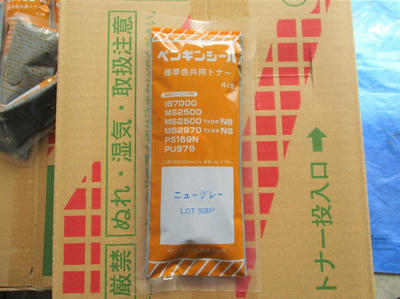 ペンギンシール
標準色共用トナー
IB7000
MS2500
MS2500 type NB
MS2970 type NS
PS169N
PU979
ニューグレー
LOT
厳禁
ぬれ・湿気・取扱注意
トナー投入口